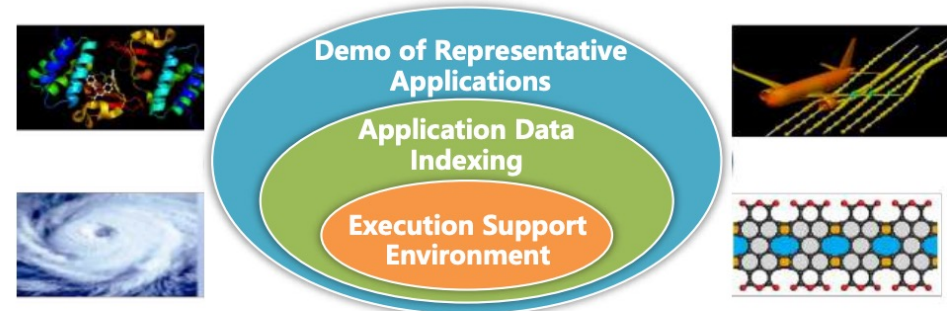 Demo of Representative
Applications
Application Data
Indexing
Execution Support
Environment